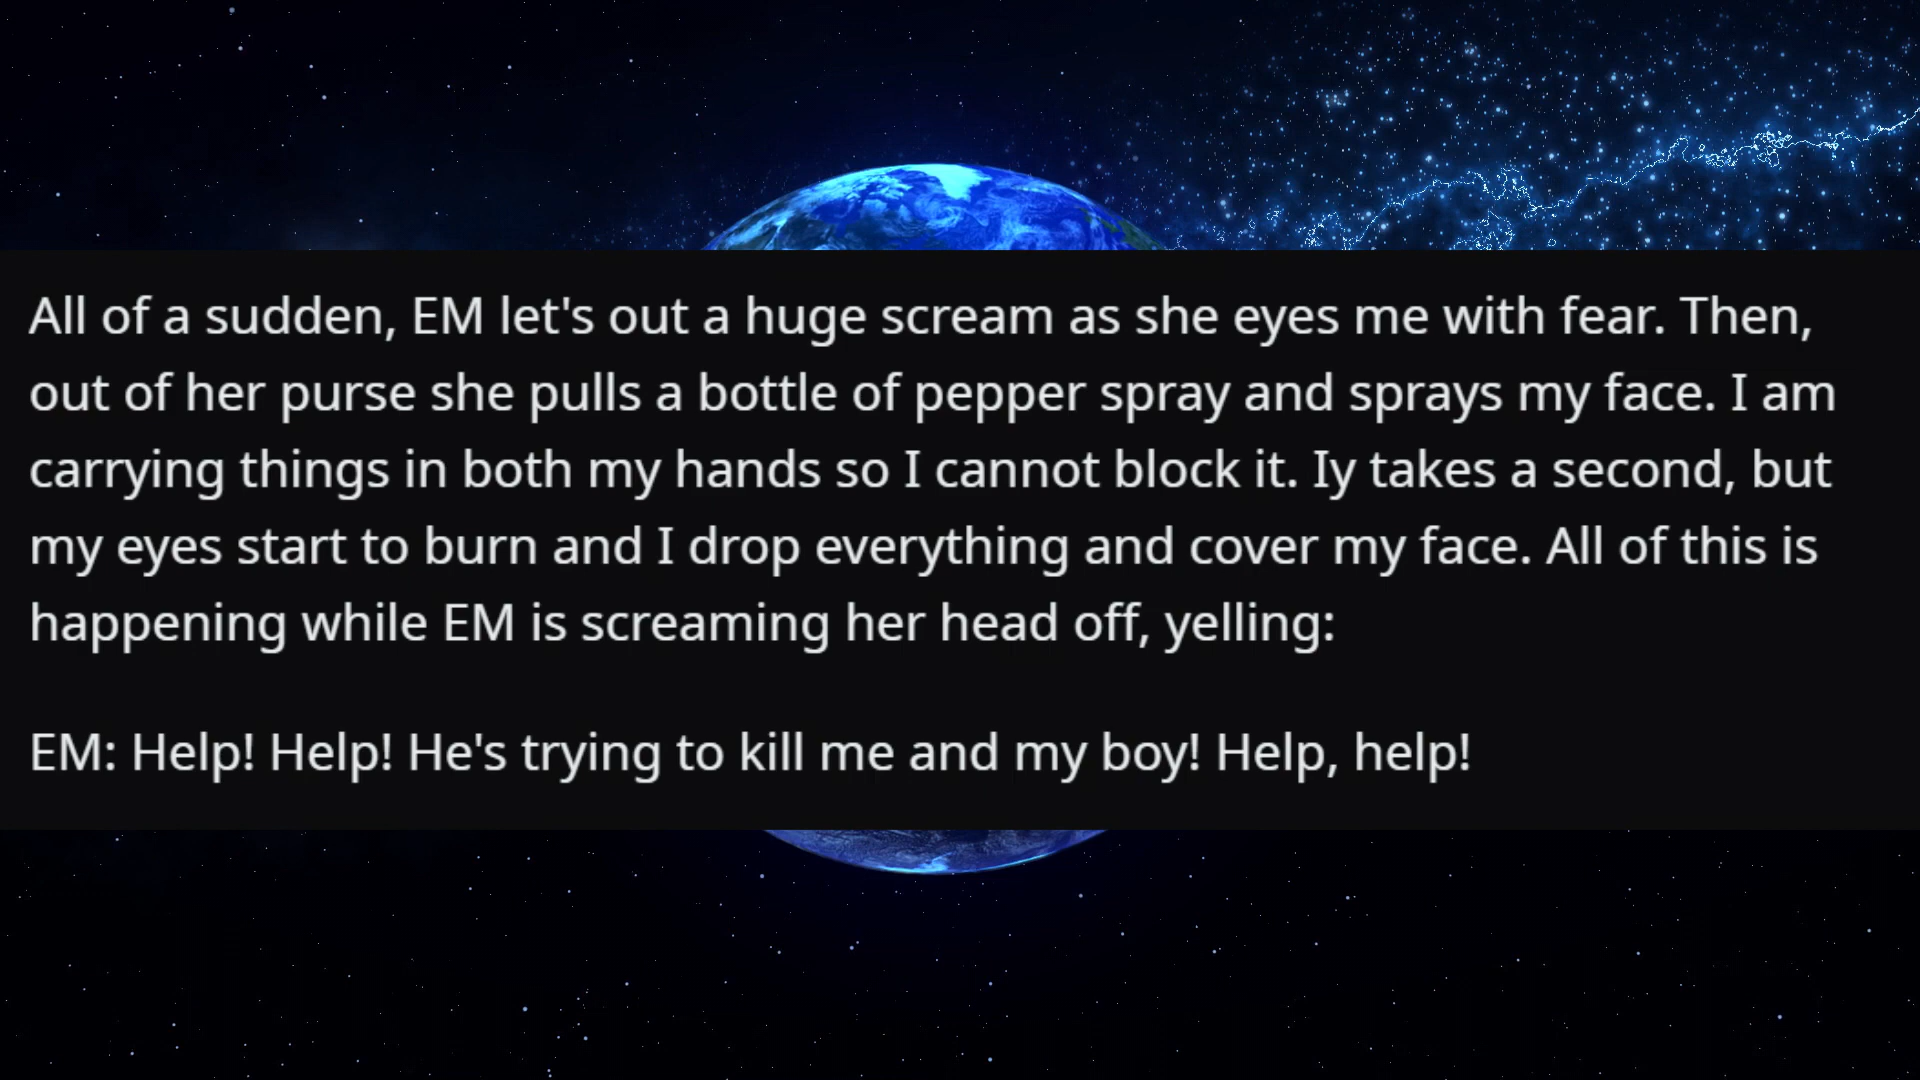 All of a sudden, EM let's out a huge scream as she eyes me with fear. Then,
out of her purse she pulls a bottle of pepper spray and sprays my face. I am
carrying things in both my hands so I cannot block it. Iy takes a second, but
my eyes start to burn and I drop everything and cover my face. All of this is
happening while EM is screaming her head off, yelling:
EM: Help! Help! He's trying to kill me and my boy! Help, help!